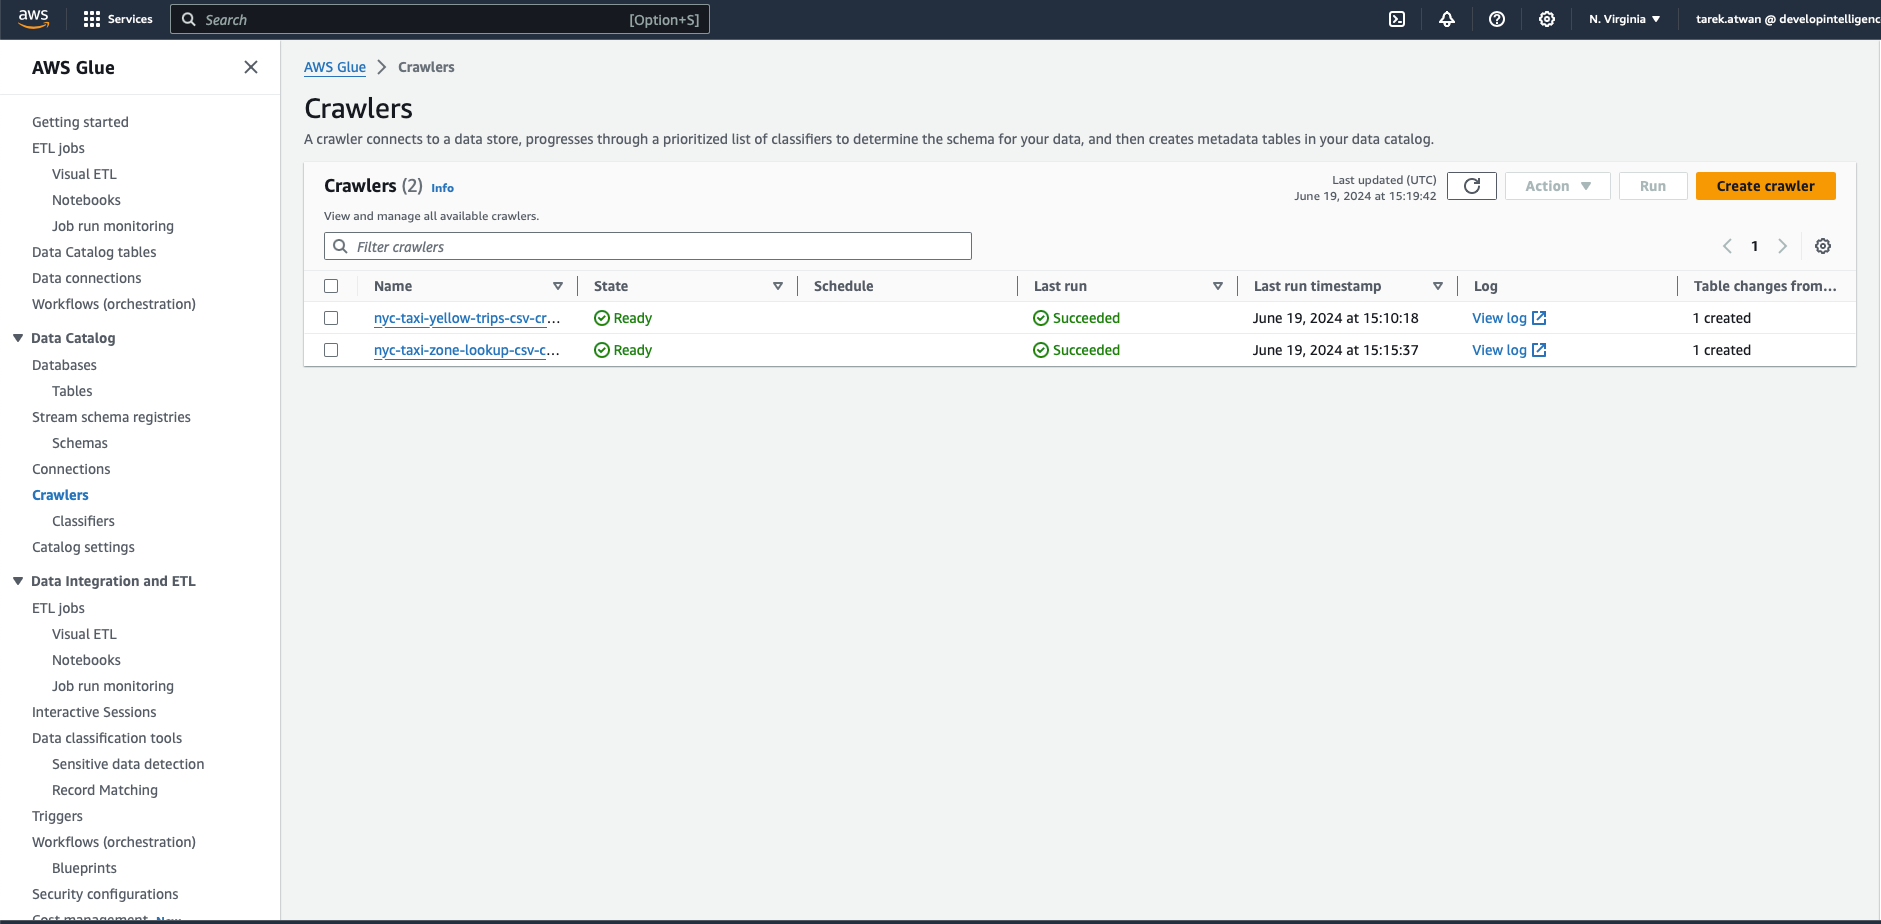 aws
Services
Search
[Option+S]
N. Virginia
tarek.atwan @ developintelligenc
AWS Glue
Getting started
ETL jobs
Visual ETL
Notebooks
Job run monitoring
Data Catalog tables
Data connections
Workflows (orchestration)
Data Catalog
Databases
Tables
Stream schema registries
Schemas
Connections
Crawlers
Classifiers
Catalog settings
Data Integration and ETL
ETL jobs
Visual ETL
Notebooks
Job run monitoring
Interactive Sessions
Data classification tools
Sensitive data detection
Record Matching
Triggers
Workflows (orchestration)
Blueprints
Security configurations
Cost management New
AWS Glue > Crawlers
Crawlers
A crawler connects to a data store, progresses through a prioritized list of classifiers to determine the schema for your data, and then creates metadata tables in your data catalog.
Crawlers (2) Info
View and manage all available crawlers.
Last updated (UTC)
June 19, 2024 at 15:19:42
Action
Run
Create crawler
Filter crawlers
1
Name State Schedule Last run Last run timestamp Log Table changes from...
nyc-taxi-yellow-trips-csv-cr... Ready Succeeded June 19, 2024 at 15:10:18 View log 1 created
nyc-taxi-zone-lookup-csv-c... Ready Succeeded June 19, 2024 at 15:15:37 View log 1 created